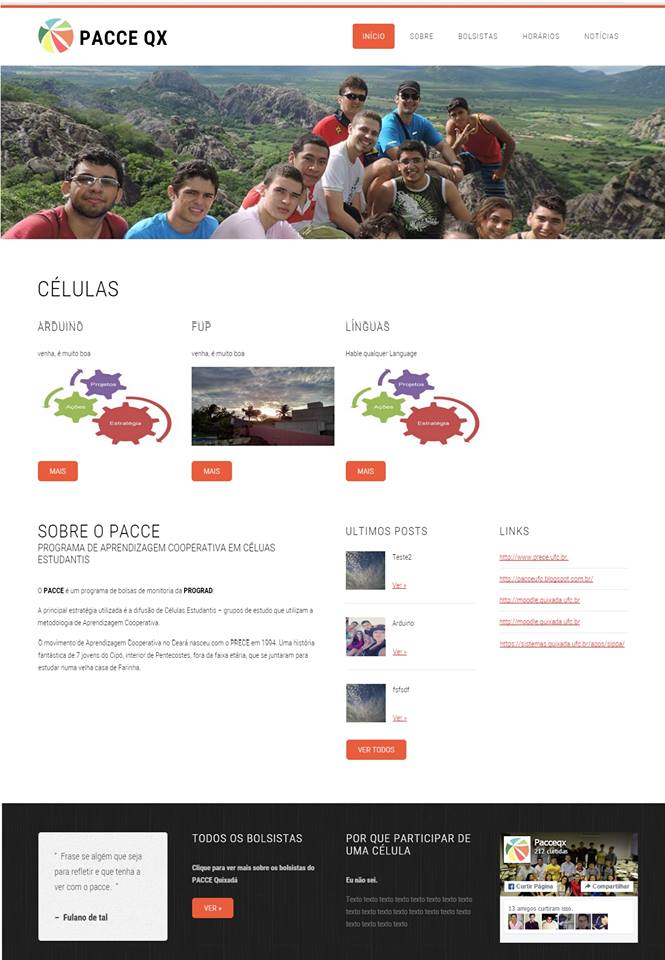 PACCE QX
INÍCIO
SOBRE
BOLSISTAS
HORÁRIOS
NOTÍCIAS
CÉLULAS
ARDUINO
FUP
LÍNGUAS
venha, é muito boa
venha, é muito boa
Hable qualquer Language
Projetos
Ações
Estratégia
Projetos
Ações
Estratégia
MAIS
MAIS
MAIS
SOBRE O PACCE
PROGRAMA DE APRENDIZAGEM COOPERATIVA EM CÉLUAS
ESTUDANTIS
O PACCE é um programa de bolsas de monitoria da PROGRAD.
A principal estratégia utilizada é a difusão de Células Estudantis – grupos de estudo que utilizam a
metodologia de Aprendizagem Cooperativa.
O movimento de Aprendizagem Cooperativa no Ceará nasceu com o PRECE em 1994. Uma história
fantástica de 7 jovens do Cipó, interior de Pentecostes, fora da faixa etária, que se juntaram para
estudar numa velha casa de Farinha.
ULTIMOS POSTS
Teste2
Ver »
Arduino
Ver »
fsfsdf
Ver »
VER TODOS
LINKS
http://www.prece.ufc.br.
http://pacceufc.blogspot.com.br/
http://moodle.quixada.ufc.br
http://moodle.quixada.ufc.br
https://sistemas.quixada.ufc.br/apps/sippa/
" Frase se algém que seja
para refletir e que tenha a
ver com o pacce. "
– Fulano de tal
TODOS OS BOLSISTAS
Clique para ver mais sobre os bolsistas do
PACCE Quixadá
VER »
POR QUE PARTICIPAR DE
UMA CÉLULA
Eu não sei.
Texto texto texto texto texto texto texto texto
texto texto texto texto texto texto texto texto
texto texto texto texto
Pacceqx
212 curtidas
Curtir Página
Compartilhar
13 amigos curtiram isso.